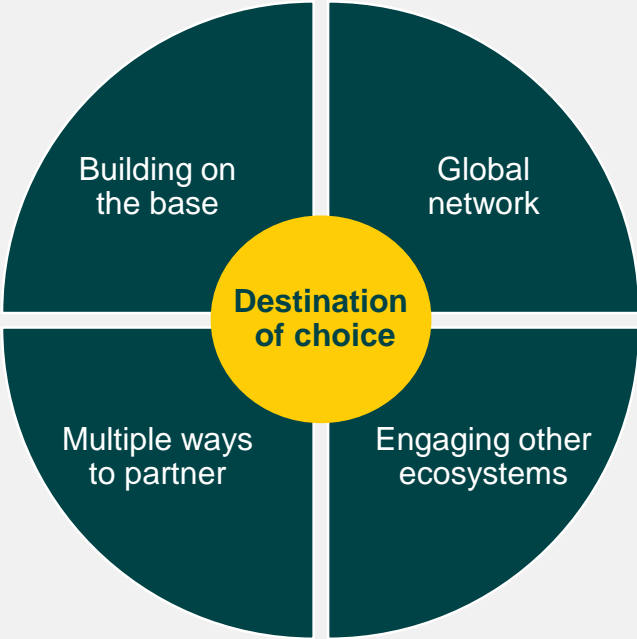 Building on
the base
Global
network
Destination
of choice
Multiple ways
to partner
Engaging other
ecosystems